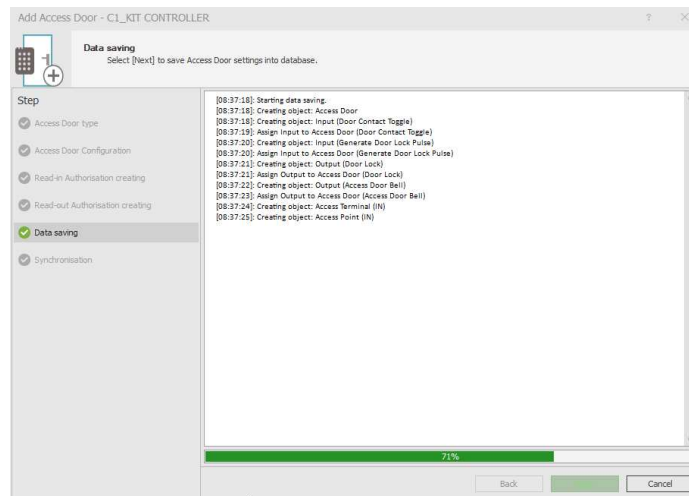 Add Access Door - C1_KIT CONTROLLER
Data saving
Select [Next] to save Access Door settings into database.
Step
Access Door type
Access Door Configuration
Read-in Authorisation creating
Read-out Authorisation creating
Data saving
Synchronisation
[08:37:18]: Starting data saving.
[08:37:18]: Creating object: Access Door
[08:37:18]: Creating object: Input (Door Contact Toggle)
[08:37:19]: Assign Input to Access Door (Door Contact Toggle)
[08:37:20]: Creating object: Input (Generate Door Lock Pulse)
[08:37:20]: Assign Input to Access Door (Generate Door Lock Pulse)
[08:37:21]: Creating object: Output (Door Lock)
[08:37:21]: Assign Output to Access Door (Door Lock)
[08:37:22]: Creating object: Output (Access Door Bell)
[08:37:23]: Assign Output to Access Door (Access Door Bell)
[08:37:24]: Creating object: Access Terminal (IN)
[08:37:25]: Creating object: Access Point (IN)
71%
Back
Cancel